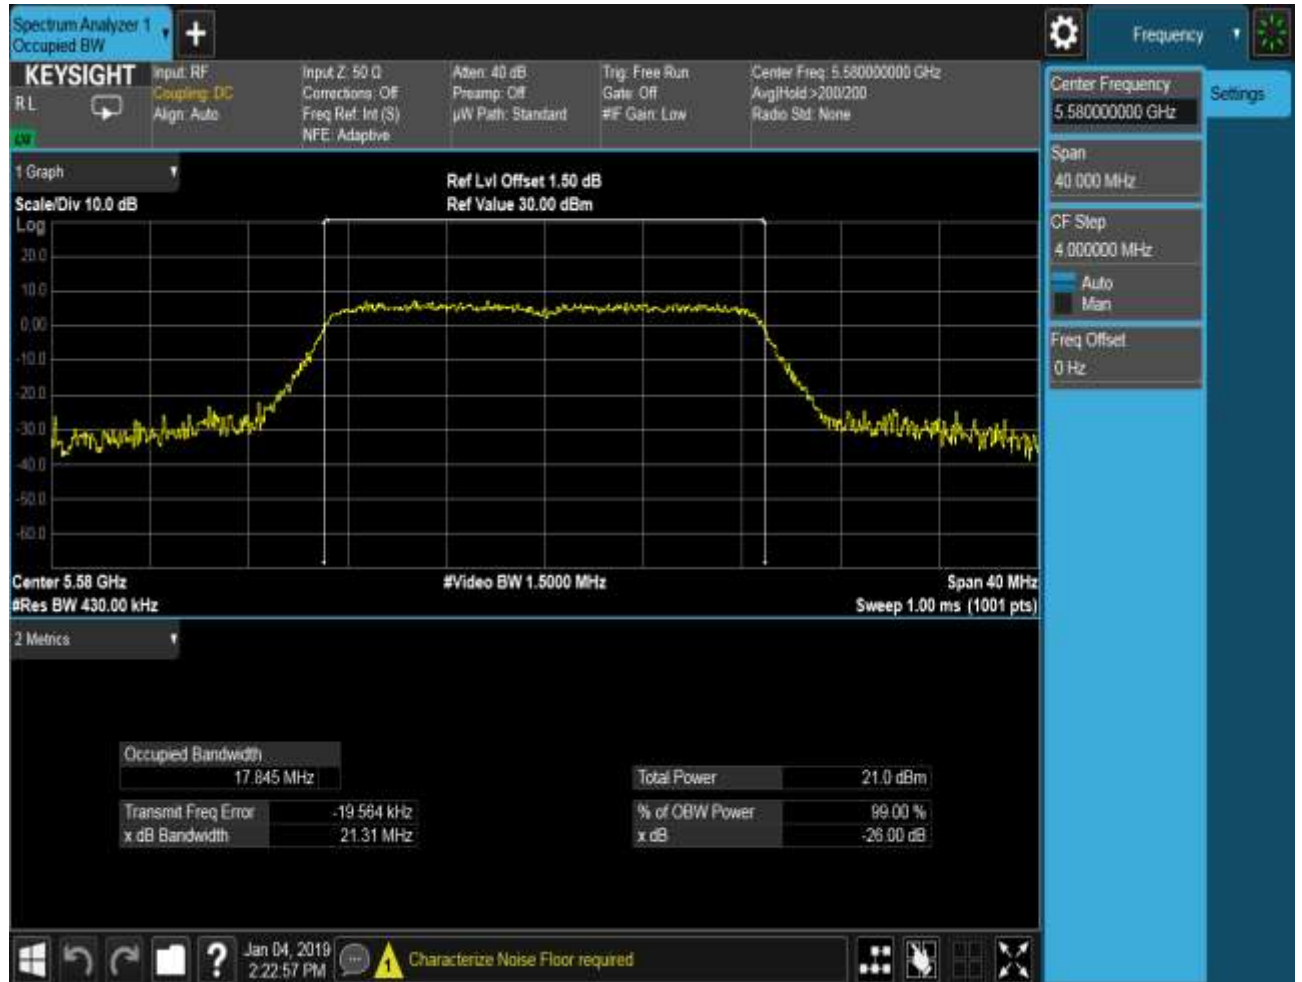 Spectrum Analyzer 1
Occupied BW
Frequency
KEYSIGHT
RL
Input: RF
Coupling: DC
Align: Auto
Input Z: 50 Ω
Corrections: Off
Freq Ref: Int (S)
NFE: Adaptive
Atten: 40 dB
Preamp: Off
µW Path: Standard
Trig: Free Run
Gate: Off
#IF Gain: Low
Center Freq: 5.580000000 GHz
Avg|Hold:>200/200
Radio Std: None
Center Frequency
5.580000000 GHz
Settings
Span
40.000 MHz
CF Step
4.000000 MHz
Auto
Man
Freq Offset
0 Hz
1 Graph
Scale/Div 10.0 dB
Ref Lvl Offset 1.50 dB
Ref Value 30.00 dBm
Log
20.0
10.0
0.00
-10.0
-20.0
-30.0
-40.0
-50.0
-60.0
Center 5.58 GHz
#Video BW 1.5000 MHz
Span 40 MHz
#Res BW 430.00 kHz
Sweep 1.00 ms (1001 pts)
2 Metrics
Occupied Bandwidth
17.845 MHz
Total Power 21.0 dBm
Transmit Freq Error -19.564 kHz
% of OBW Power 99.00 %
x dB Bandwidth 21.31 MHz
x dB -26.00 dB
Jan 04, 2019
2:22:57 PM
1
Characterize Noise Floor required